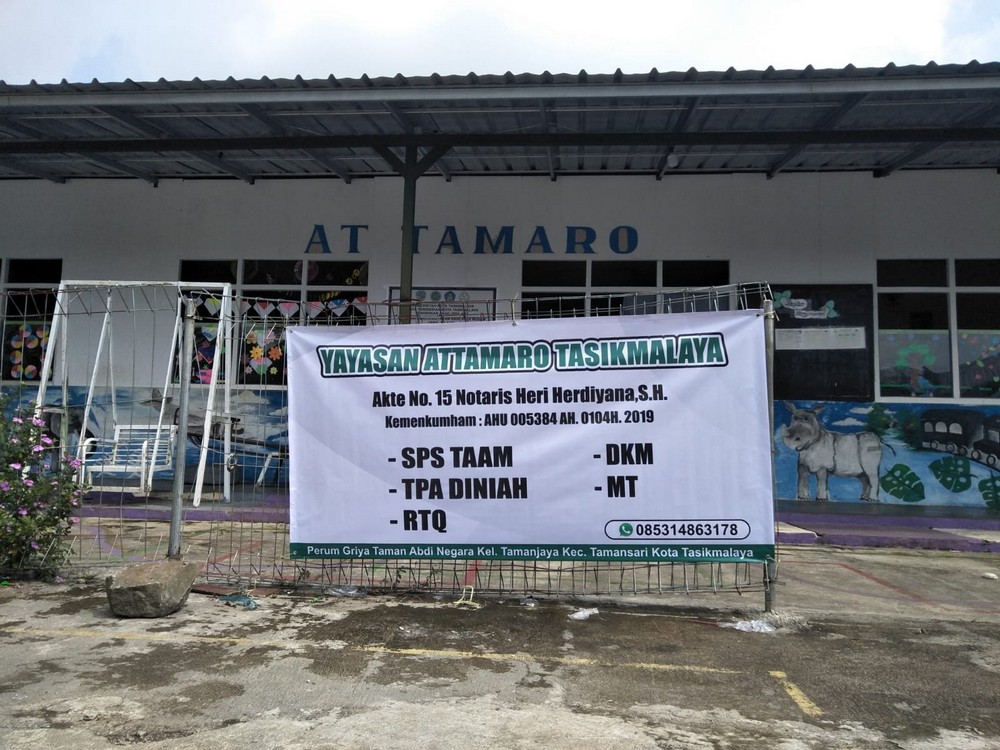 AT TAMARO
YAYASAN ATTAMARO TASIKMALAYA
Akte No. 15 Notaris Heri Herdiyana,S.H.
Kemenkumham : AHU 005384 AH. 0104H. 2019
- SPS TAAM
- DKM
- TPA DINIAH
- MT
- RTQ
085314863178
Perum Griya Taman Abdi Negara Kel. Tamanjaya Kec. Tamansari Kota Tasikmalaya